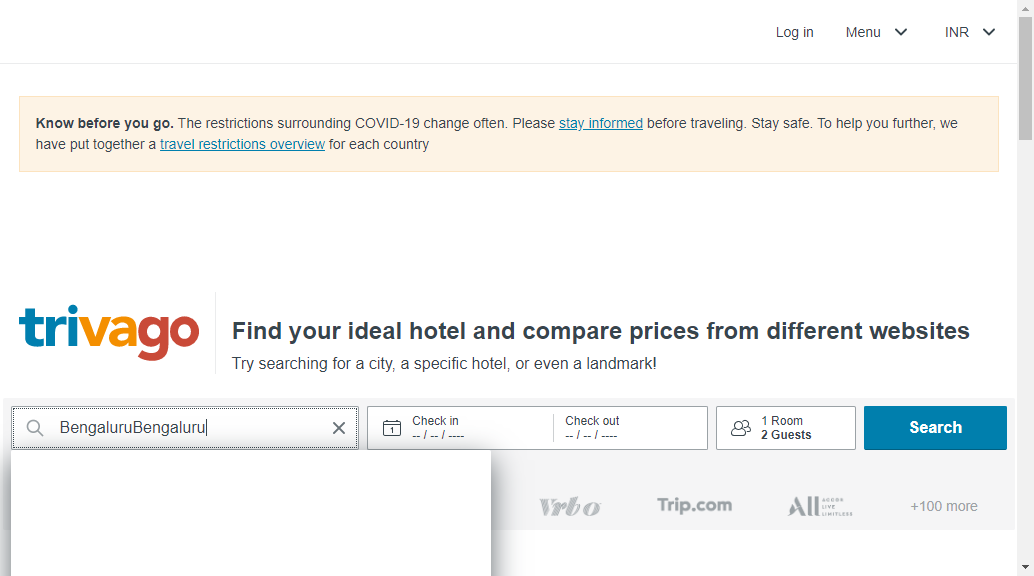 Log in Menu INR
Know before you go. The restrictions surrounding COVID-19 change often. Please stay informed before traveling. Stay safe. To help you further, we
have put together a travel restrictions overview for each country
trivago
Find your ideal hotel and compare prices from different websites
Try searching for a city, a specific hotel, or even a landmark!
BengaluruBengaluru
1
Check in
-- / -- / ----
Check out
-- / -- / ----
1 Room
2 Guests
Search
Vrbo
Trip.com
All ACCOR
LIVE
LIMITLESS
+100 more